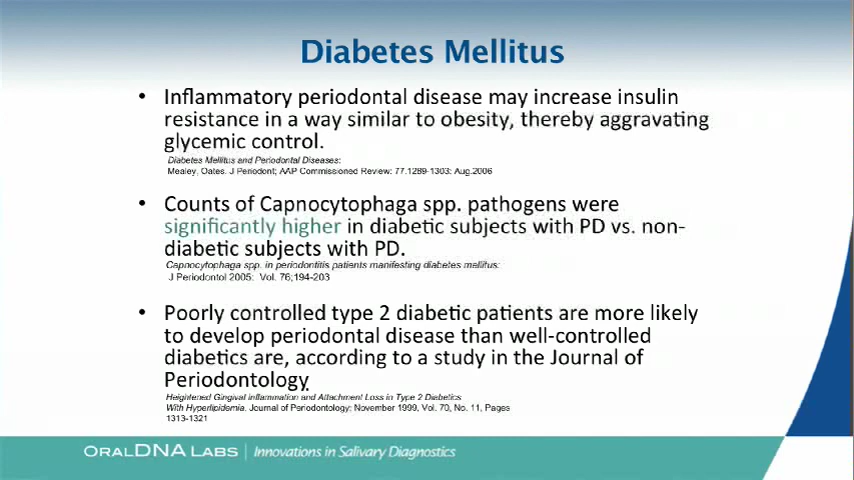 Diabetes Mellitus
• Inflammatory periodontal disease may increase insulin
resistance in a way similar to obesity, thereby aggravating
glycemic control.
Diabetes Mellitus and Periodontal Diseases:
Mealey, Oates. J Periodont; AAP Commissioned Review: 77.1289-1303: Aug.2006
• Counts of Capnocytophaga spp. pathogens were
significantly higher in diabetic subjects with PD vs. non-
diabetic subjects with PD.
Capnocytophaga spp. in periodontitis patients manifesting diabetes mellitus:
J Periodontol 2005: Vol. 76;194-203
• Poorly controlled type 2 diabetic patients are more likely
to develop periodontal disease than well-controlled
diabetics are, according to a study in the Journal of
Periodontology.
Heightened Gingival Inflammation and Attachment Loss in Type 2 Diabetics
With Hyperlipidemia. Journal of Periodontology; November 1999, Vol. 70, No. 11, Pages
1313-1321
ORALDNA LABS | Innovations in Salivary Diagnostics